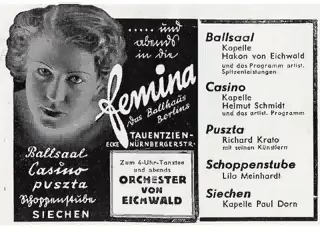 ..... und
abends
in die
femina
das Ballhaus
Berlins
TAUENTZIEN-
ECKE NÜRNBERGERSTR.
Ballsaal
Casino
puszta
Schoppenstube
SIECHEN
Zum 4-Uhr-Tanztee
und abends
ORCHESTER
VON
EICHWALD
Ballsaal
Kapelle
Hakon von Eichwald
und das Programm artist.
Spitzenleistungen
Casino
Kapelle
Helmut Schmidt
und das artist. Programm
Puszta
Richard Krato
mit seinen Künstlern
Schoppenstube
Lilo Meinhardt
Siechen
Kapelle Paul Dorn